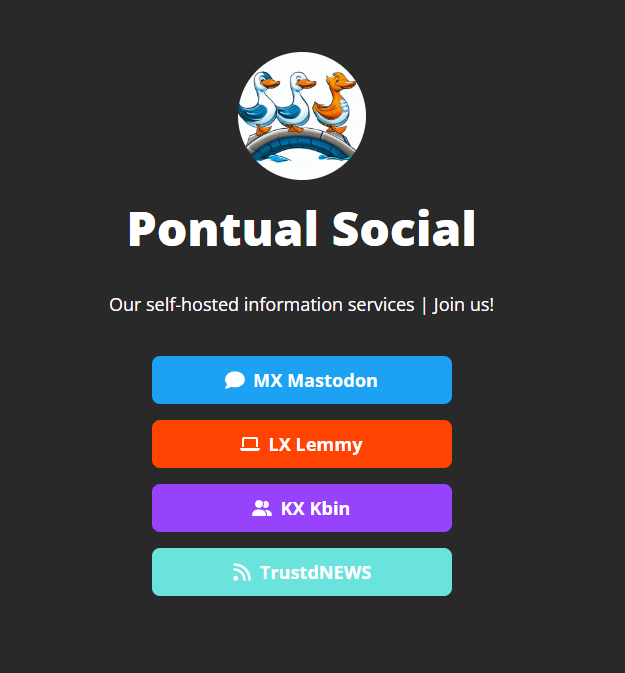 Pontual Social
Our self-hosted information services | Join us!
MX Mastodon
LX Lemmy
KX Kbin
TrustdNEWS